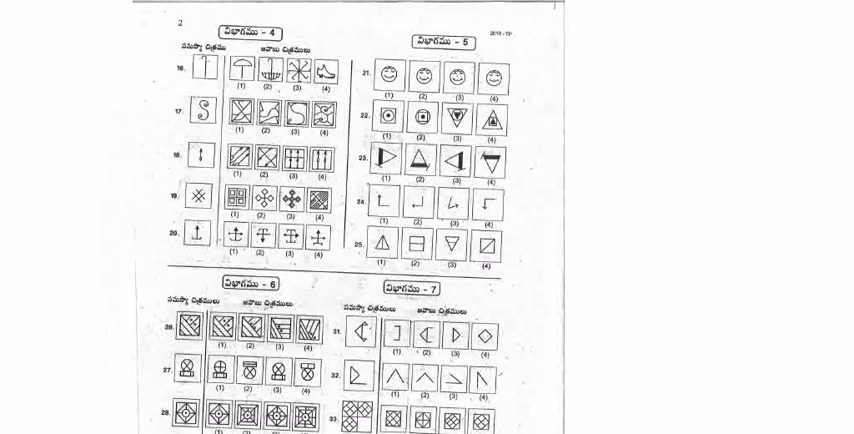 2
2018 - TP
విభాగము - 4
సమస్యా చిత్రము జవాబు చిత్రములు
16.
(1) (2) (3) (4)
17.
(1) (2) (3) (4)
18.
(1) (2) (3) (4)
19.
(1) (2) (3) (4)
20.
(1) (2) (3) (4)
విభాగము - 5
21.
(1) (2) (3) (4)
22.
(1) (2) (3) (4)
23.
(1) (2) (3) (4)
24.
(1) (2) (3) (4)
25.
(1) (2) (3) (4)
విభాగము - 6
సమస్యా చిత్రములు జవాబు చిత్రములు
26.
(1) (2) (3) (4)
27.
(1) (2) (3) (4)
28.
(1) (2) (3) (4)
విభాగము - 7
సమస్యా చిత్రములు జవాబు చిత్రములు
31.
(1) (2) (3) (4)
32.
(1) (2) (3) (4)
33.